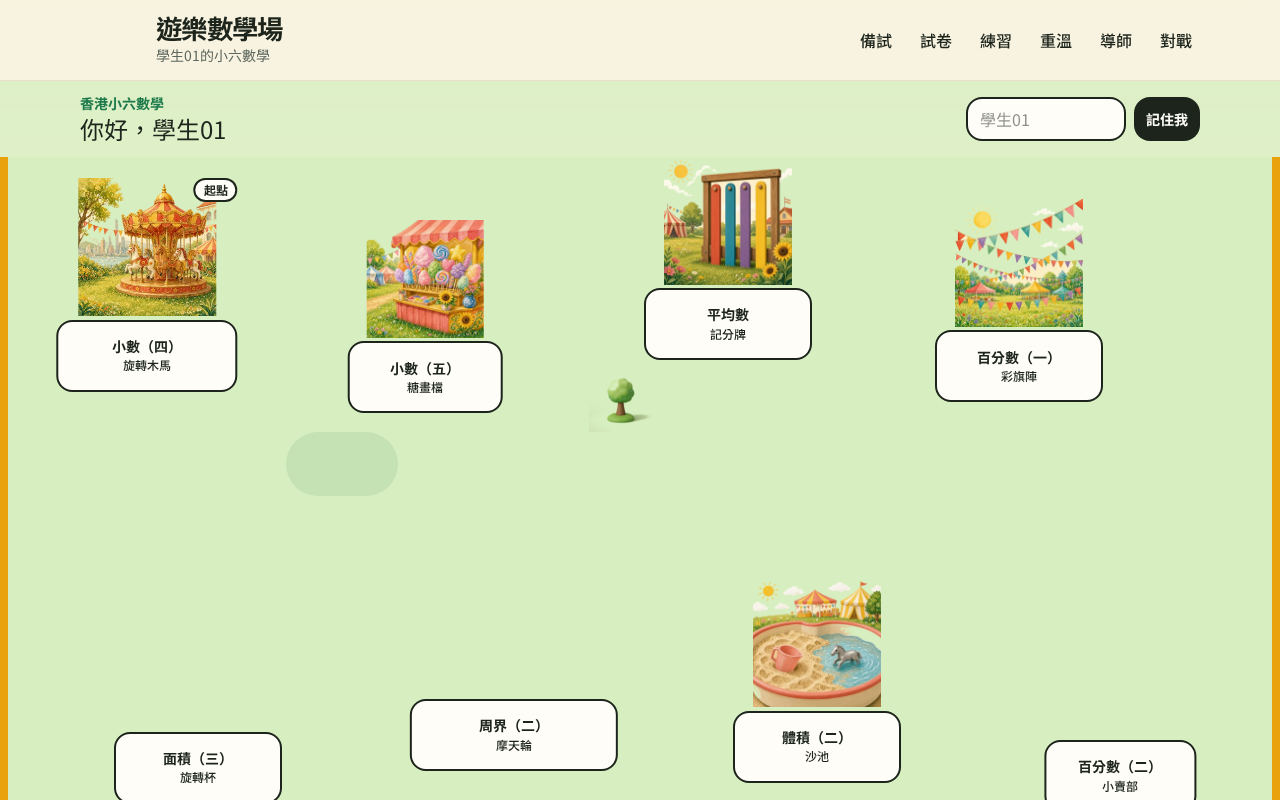 遊樂數學場
學生01的小六數學
備試
試卷
練習
重溫
導師
對戰
香港小六數學
你好，學生01
學生01
記住我
起點
小數（四）
旋轉木馬
小數（五）
糖畫檔
平均數
記分牌
百分數（一）
彩旗陣
面積（三）
旋轉杯
周界（二）
摩天輪
體積（二）
沙池
百分數（二）
小賣部